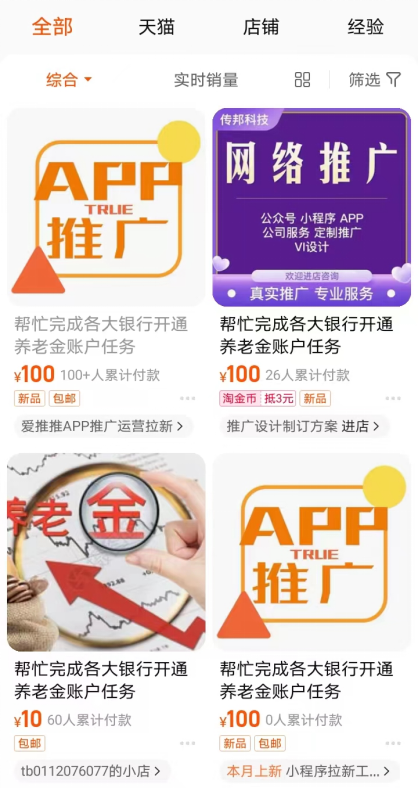 全部 天猫 店铺 经验
综合 实时销量 筛选
APP
TRUE
推广
帮忙完成各大银行开通
养老金账户任务
¥100 100+人累计付款
新品 包邮
爱推推APP推广运营拉新
传邦科技
网络推广
公众号 小程序 APP
公司服务 定制推广
VI设计
欢迎进店咨询
真实推广 专业服务
帮忙完成各大银行开通
养老金账户任务
¥100 26人累计付款
淘金币 抵3元 新品
推广设计制订方案 进店
养老金
帮忙完成各大银行开通
养老金账户任务
¥10 60人累计付款
包邮
tb0112076077的小店
APP
TRUE
推广
帮忙完成各大银行开通
养老金账户任务
¥100 0人累计付款
新品 包邮
本月上新 小程序拉新工...